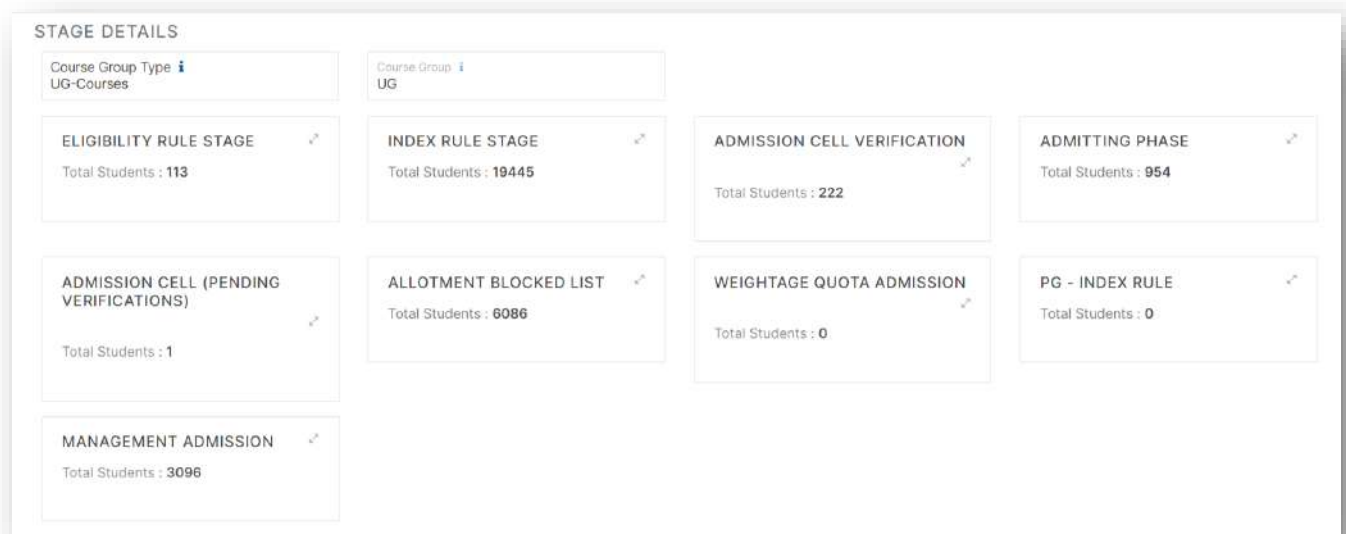 STAGE DETAILS
Course Group Type i
UG-Courses
Course Group i
UG
ELIGIBILITY RULE STAGE
Total Students : 113
INDEX RULE STAGE
Total Students : 19445
ADMISSION CELL VERIFICATION
Total Students : 222
ADMITTING PHASE
Total Students : 954
ADMISSION CELL (PENDING
VERIFICATIONS)
Total Students : 1
ALLOTMENT BLOCKED LIST
Total Students : 6086
WEIGHTAGE QUOTA ADMISSION
Total Students : 0
PG - INDEX RULE
Total Students : 0
MANAGEMENT ADMISSION
Total Students : 3096